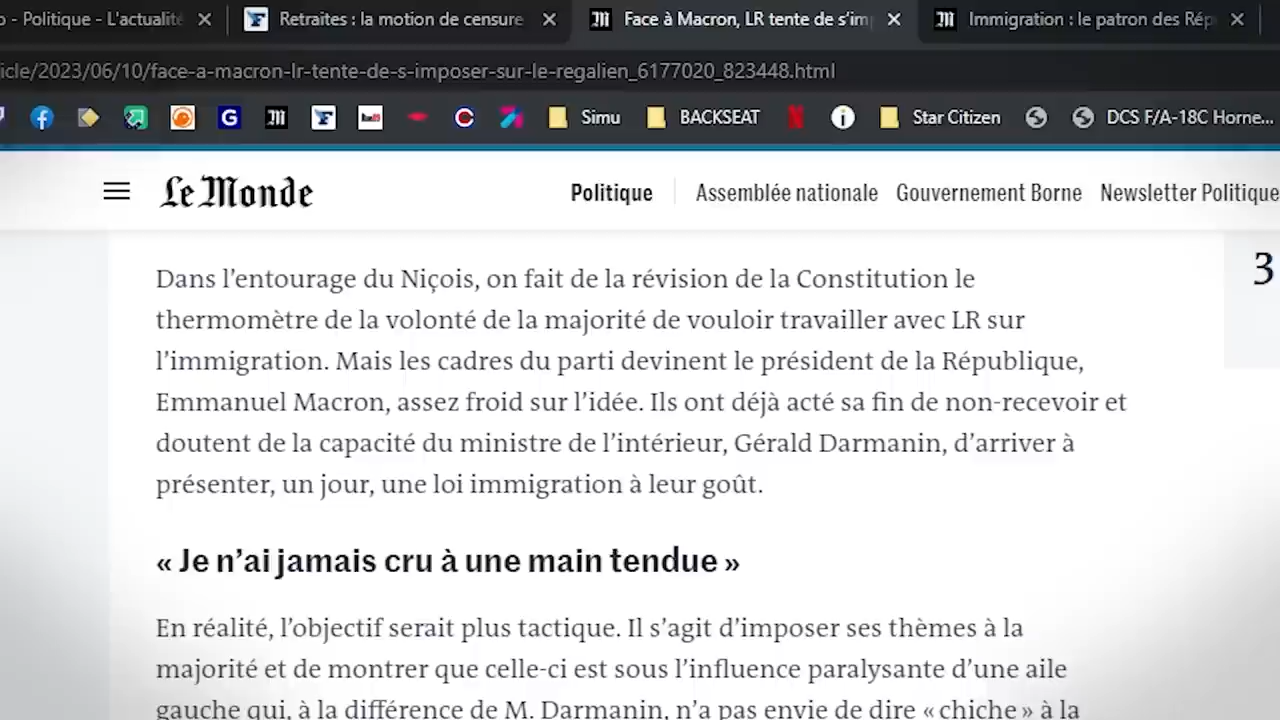 - Politique - L'actualité
Retraites : la motion de censure
Face à Macron, LR tente de s'im
Immigration : le patron des Rép
icle/2023/06/10/face-a-macron-lr-tente-de-s-imposer-sur-le-regalien_6177020_823448.html
Simu
BACKSEAT
Star Citizen
DCS F/A-18C Horne...
Le Monde
Politique
Assemblée nationale
Gouvernement Borne
Newsletter Politique
3
Dans l’entourage du Niçois, on fait de la révision de la Constitution le
thermomètre de la volonté de la majorité de vouloir travailler avec LR sur
l’immigration. Mais les cadres du parti devinent le président de la République,
Emmanuel Macron, assez froid sur l’idée. Ils ont déjà acté sa fin de non-recevoir et
doutent de la capacité du ministre de l’intérieur, Gérald Darmanin, d’arriver à
présenter, un jour, une loi immigration à leur goût.
« Je n’ai jamais cru à une main tendue »
En réalité, l’objectif serait plus tactique. Il s’agit d’imposer ses thèmes à la
majorité et de montrer que celle-ci est sous l’influence paralysante d’une aile
gauche qui, à la différence de M. Darmanin, n’a pas envie de dire « chiche » à la